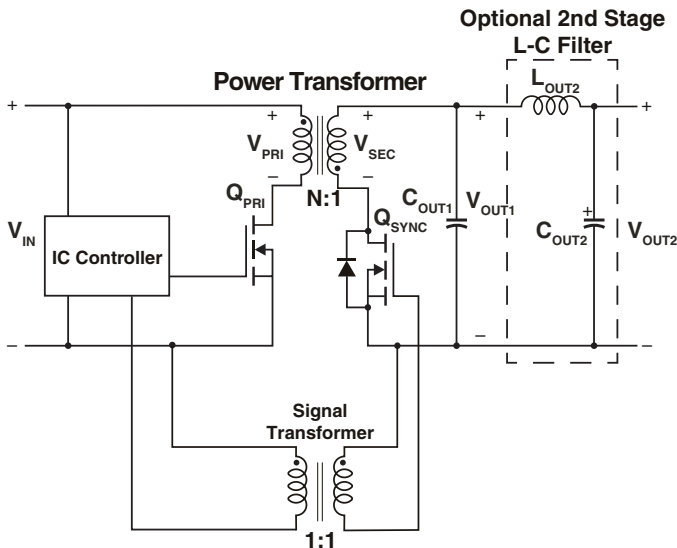 Optional 2nd Stage
L-C Filter
Power Transformer
L_OUT2
+
+
+
+
+
V_PRI
V_SEC
–
–
Q_PRI
N:1
Q_SYNC
C_OUT1
V_OUT1
C_OUT2
+
V_OUT2
V_IN
IC Controller
–
–
–
Signal
Transformer
1:1